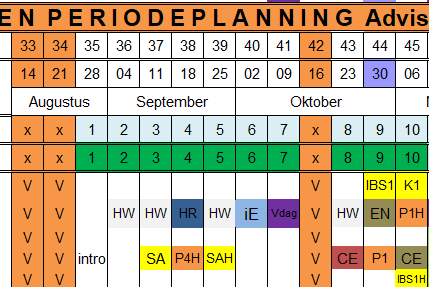 EN PERIODEPLANNING Advis
33 34 35 36 37 38 39 40 41 42 43 44 45
14 21 28 04 11 18 25 02 09 16 23 30 06
Augustus September Oktober
x x 1 2 3 4 5 6 7 x 8 9 10
x x 1 2 3 4 5 6 7 x 8 9 10
V V V IBS1 K1
V V HW HW HR HW iE Vdag V HW EN P1H
V V V
V V intro SA P4H SAH V CE P1 CE
V V V IBS1H